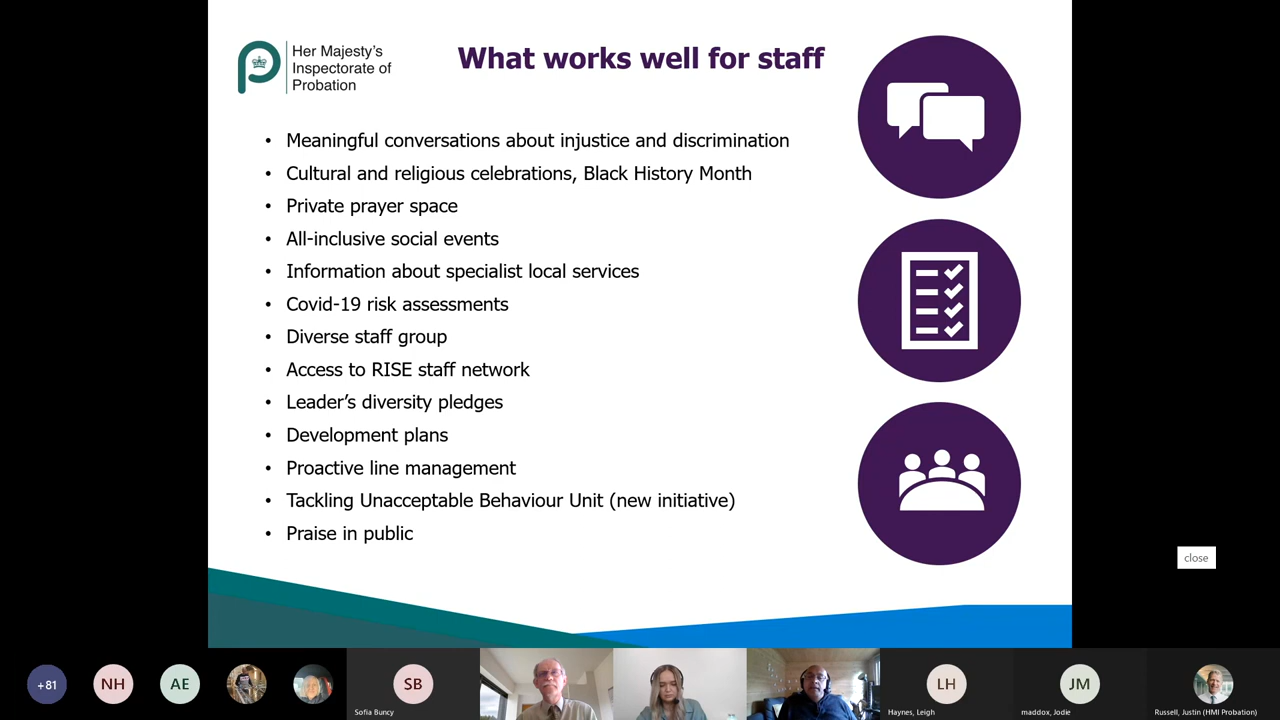 Her Majesty's
Inspectorate of
Probation
What works well for staff
• Meaningful conversations about injustice and discrimination
• Cultural and religious celebrations, Black History Month
• Private prayer space
• All-inclusive social events
• Information about specialist local services
• Covid-19 risk assessments
• Diverse staff group
• Access to RISE staff network
• Leader's diversity pledges
• Development plans
• Proactive line management
• Tackling Unacceptable Behaviour Unit (new initiative)
• Praise in public
close
+81
NH
AE
SB
LH
JM
Sofia Buncy
Haynes, Leigh
maddox, Jodie
Russell, Justin (HMI Probation)